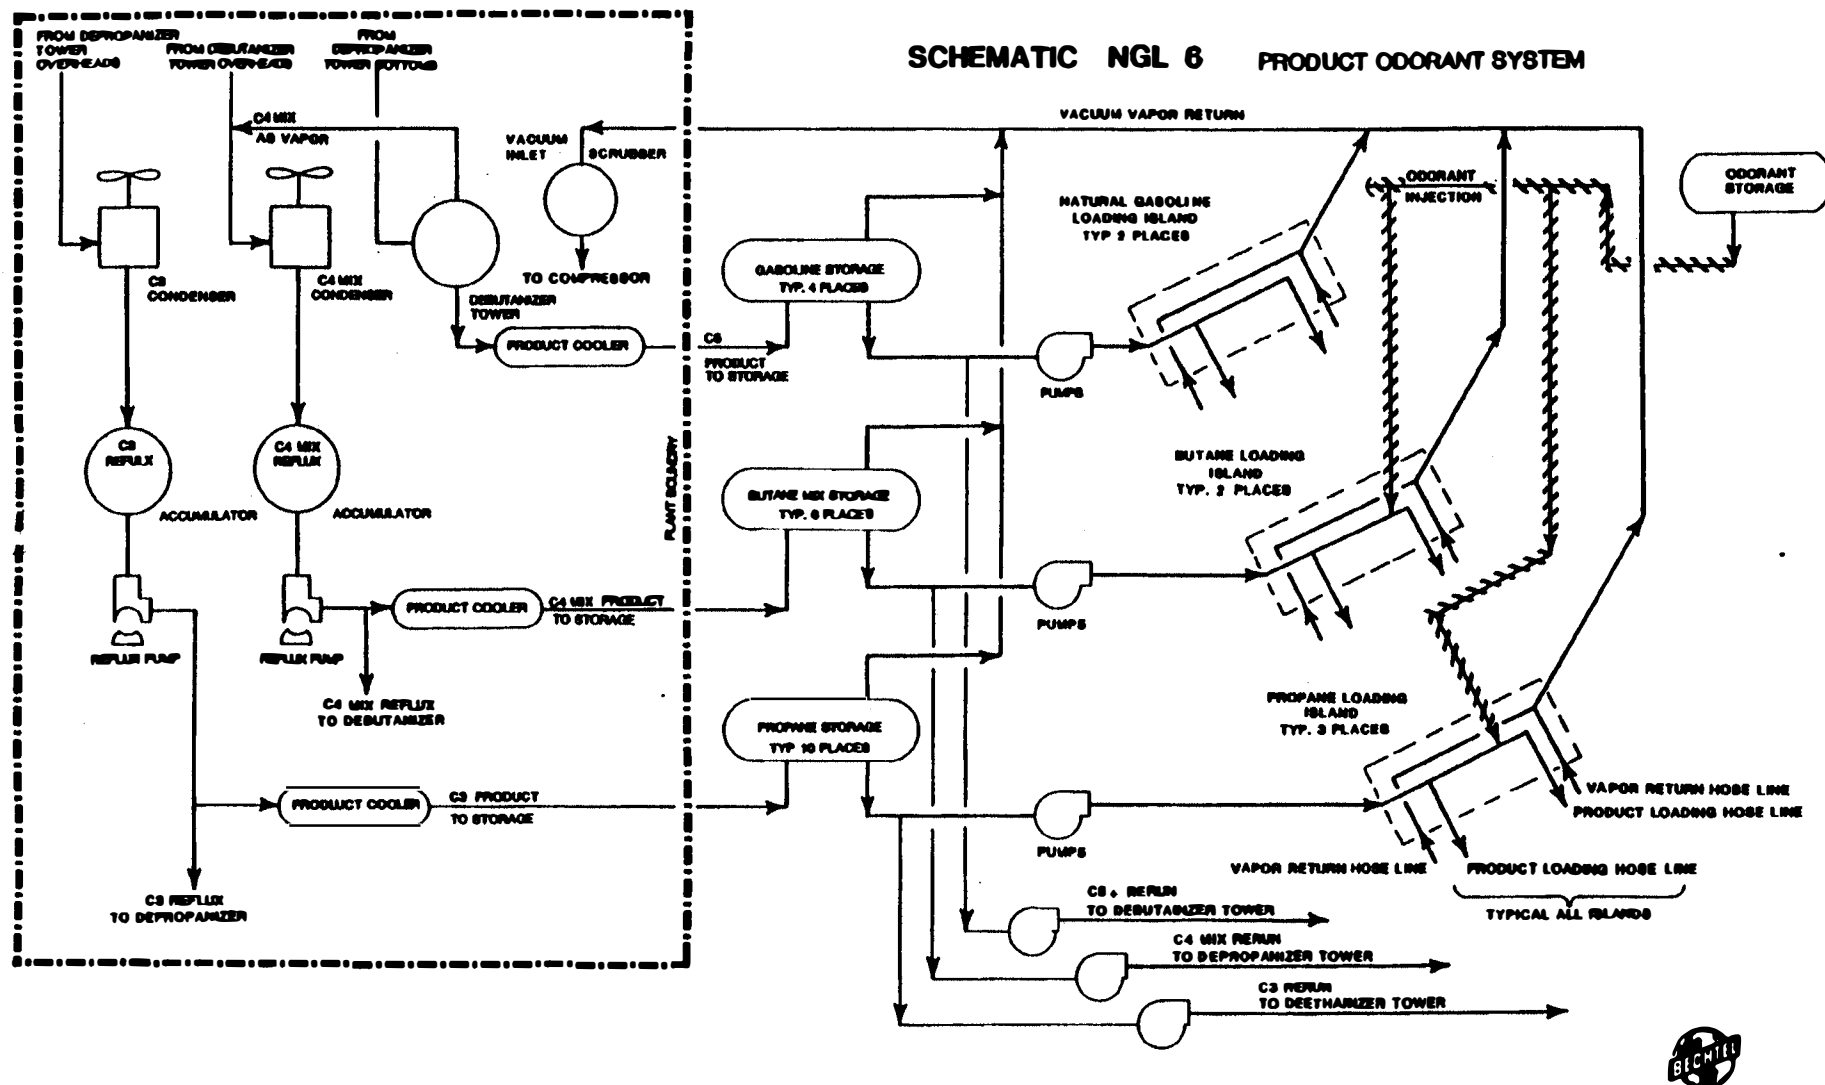 SCHEMATIC NGL 6 PRODUCT ODORANT SYSTEM
FROM DEPROPANIZER
TOWER
OVERHEADS
FROM DEBUTANIZER
TOWER OVERHEADS
FROM
DEPROPANIZER
TOWER BOTTOMS
C4 MIX
AS VAPOR
VACUUM
INLET
SCRUBBER
TO COMPRESSOR
C3
CONDENSER
C4 MIX
CONDENSER
DEBUTANIZER
TOWER
PRODUCT COOLER
C5
PRODUCT
TO STORAGE
C3
REFULX
ACCUMULATOR
C4 MIX
REFLUX
ACCUMULATOR
PLANT BOUNDRY
REFLUX PUMP
REFLUX PUMP
PRODUCT COOLER
C4 MIX PRODUCT
TO STORAGE
C4 MIX REFLUX
TO DEBUTANIZER
PRODLUCT COOLER
C3 PRODUCT
TO STORAGE
C3 REFLUX
TO DEPROPANIZER
VACUUM VAPOR RETURN
GASOLINE STORAGE
TYP. 4 PLACES
PUMPS
NATURAL GASOLINE
LOADING ISLAND
TYP 2 PLACES
ODORANT
INJECTION
ODORANT
STORAGE
BUTANE MIX STORAGE
TYP. 6 PLACES
PUMPS
BUTANE LOADING
ISLAND
TYP. 2 PLACES
PROPANE STORAGE
TYP 10 PLACES
PUMPS
PROPANE LOADING
ISLAND
TYP. 3 PLACES
VAPOR RETURN HOSE LINE
PRODUCT LOADING HOSE LINE
VAPOR RETURN HOSE LINE
PRODUCT LOADING HOSE LINE
TYPICAL ALL ISLANDS
C5 + RERUN
TO DEBUTANIZER TOWER
C4 MIX RERUN
TO DEPROPANIZER TOWER
C3 RERUN
TO DEETHANIZER TOWER
BECHTEL